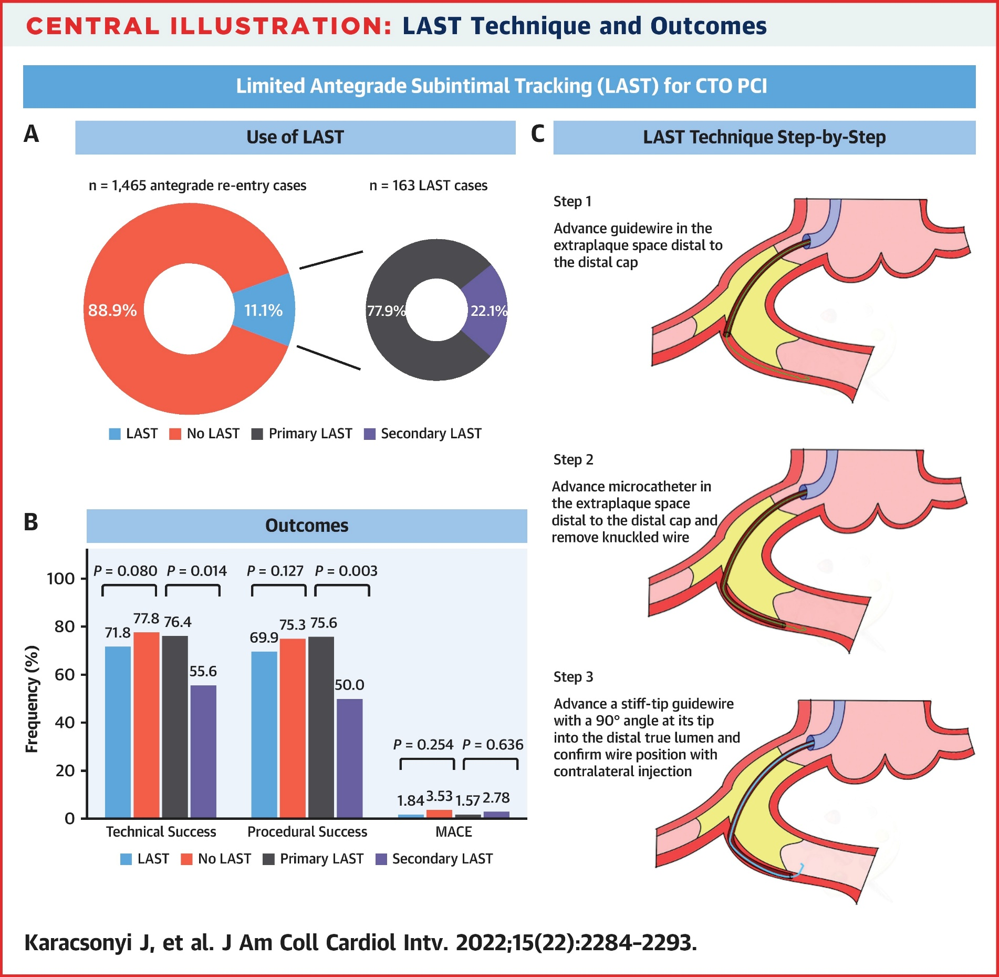 CENTRAL ILLUSTRATION: LAST Technique and Outcomes
Limited Antegrade Subintimal Tracking (LAST) for CTO PCI
A
Use of LAST
n = 1,465 antegrade re-entry cases
n = 163 LAST cases
88.9%
11.1%
77.9%
22.1%
LAST
No LAST
Primary LAST
Secondary LAST
B
Outcomes
Frequency (%)
100
80
60
40
20
0
P = 0.080
P = 0.014
P = 0.127
P = 0.003
P = 0.254
P = 0.636
71.8
77.8
76.4
55.6
69.9
75.3
75.6
50.0
1.84
3.53
1.57
2.78
Technical Success
Procedural Success
MACE
LAST
No LAST
Primary LAST
Secondary LAST
C
LAST Technique Step-by-Step
Step 1
Advance guidewire in the
extraplaque space distal to
the distal cap
Step 2
Advance microcatheter in
the extraplaque space
distal to the distal cap and
remove knuckled wire
Step 3
Advance a stiff-tip guidewire
with a 90° angle at its tip
into the distal true lumen and
confirm wire position with
contralateral injection
Karacsonyi J, et al. J Am Coll Cardiol Intv. 2022;15(22):2284–2293.